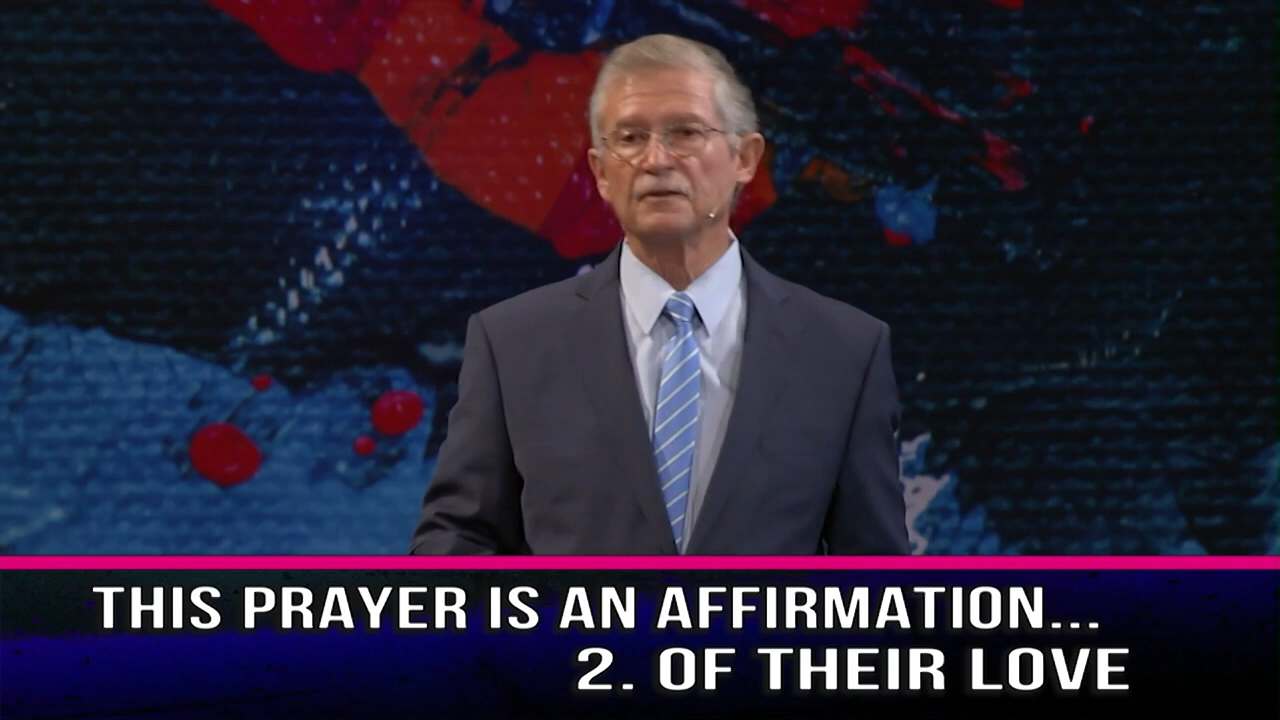 THIS PRAYER IS AN AFFIRMATION...
2. OF THEIR LOVE